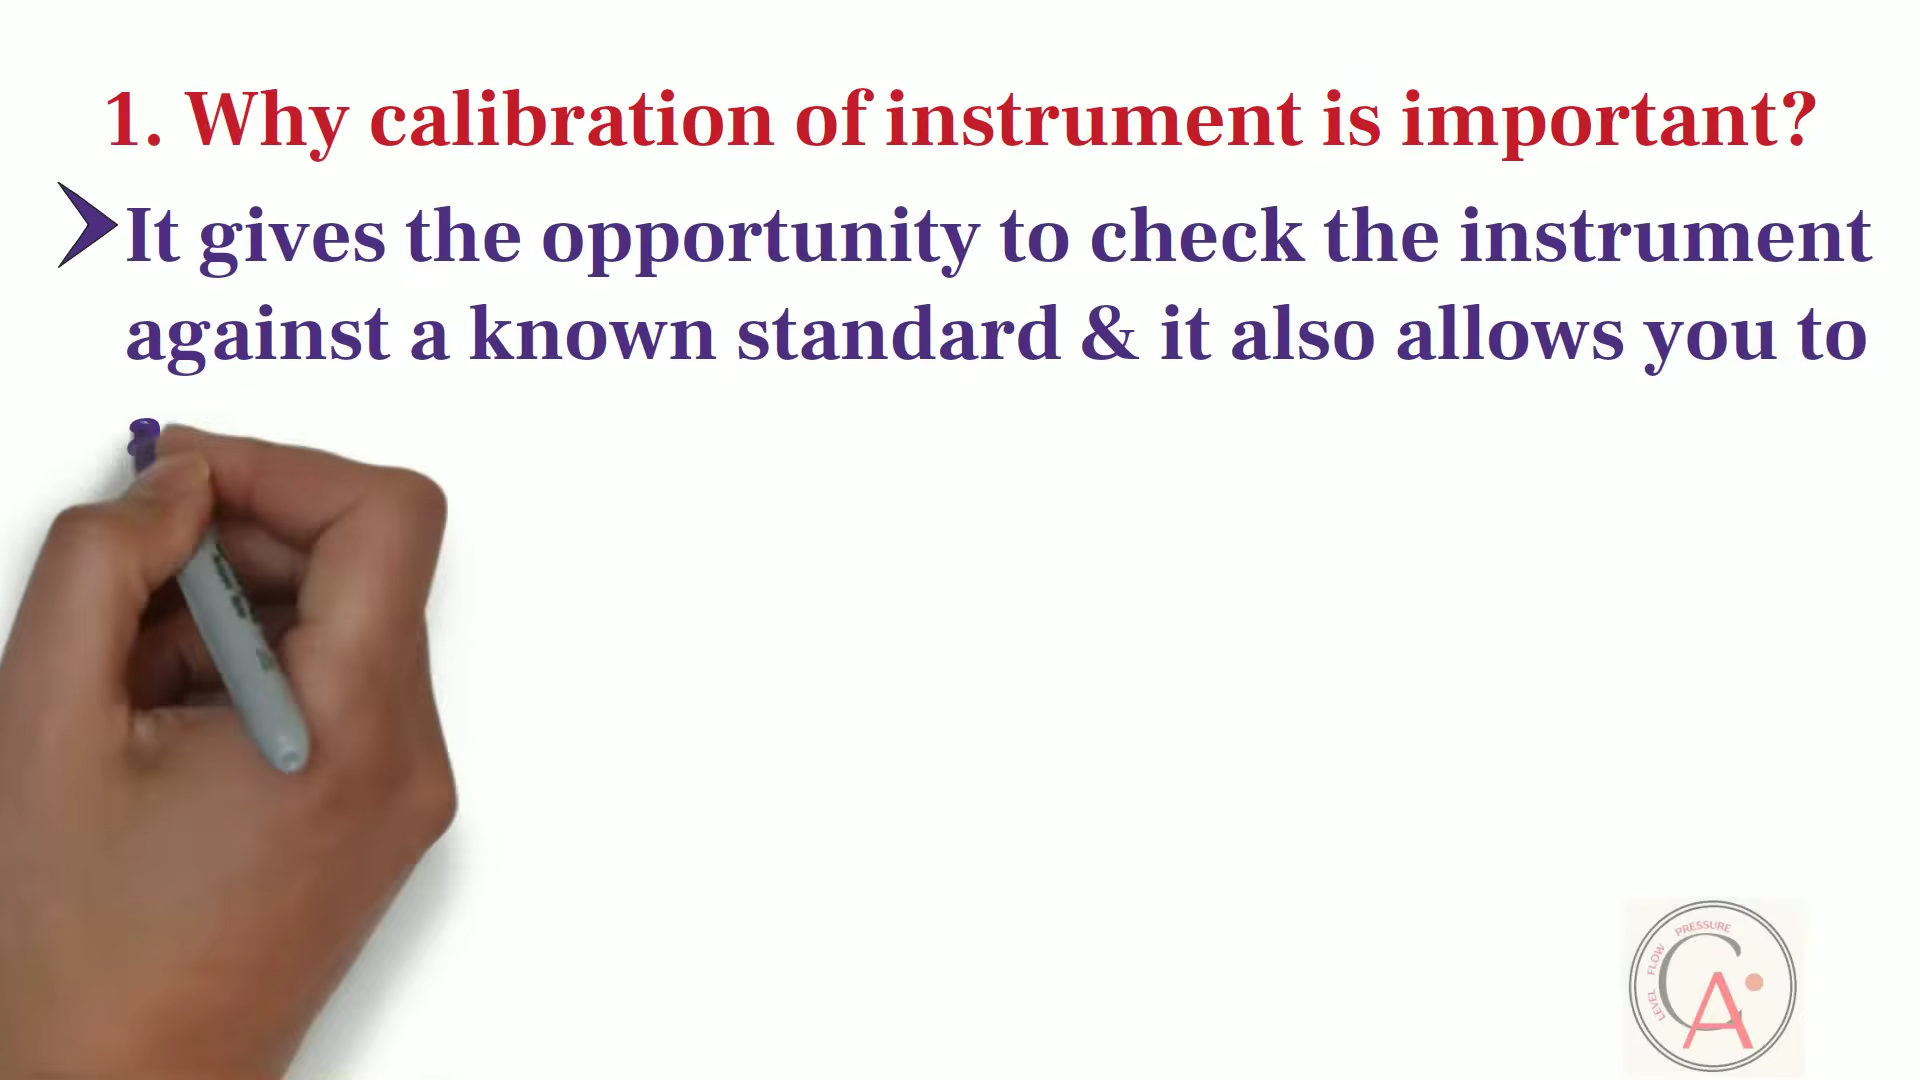 1. Why calibration of instrument is important?
It gives the opportunity to check the instrument
against a known standard & it also allows you to
LEVEL FLOW PRESSURE
CA